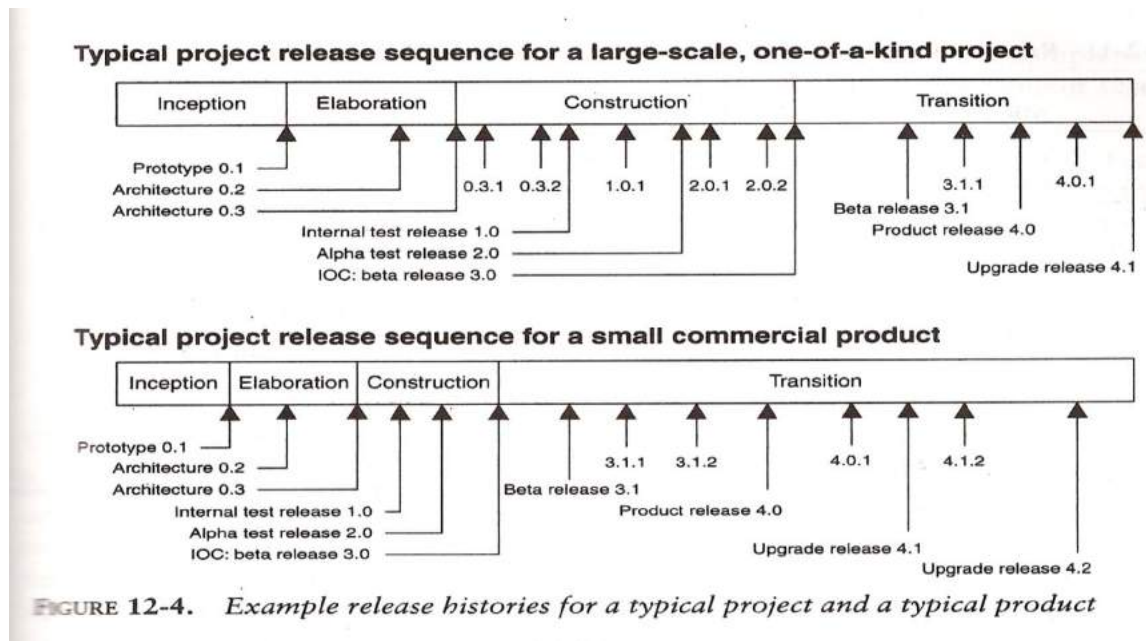 Typical project release sequence for a large-scale, one-of-a-kind project
Inception Elaboration Construction Transition
Prototype 0.1
Architecture 0.2 0.3.1 0.3.2 1.0.1 2.0.1 2.0.2 3.1.1 4.0.1
Architecture 0.3 Beta release 3.1
Internal test release 1.0 Product release 4.0
Alpha test release 2.0
IOC: beta release 3.0 Upgrade release 4.1
Typical project release sequence for a small commercial product
Inception Elaboration Construction Transition
Prototype 0.1
Architecture 0.2 3.1.1 3.1.2 4.0.1 4.1.2
Architecture 0.3 Beta release 3.1
Internal test release 1.0 Product release 4.0
Alpha test release 2.0
IOC: beta release 3.0 Upgrade release 4.1
Upgrade release 4.2
FIGURE 12-4. Example release histories for a typical project and a typical product